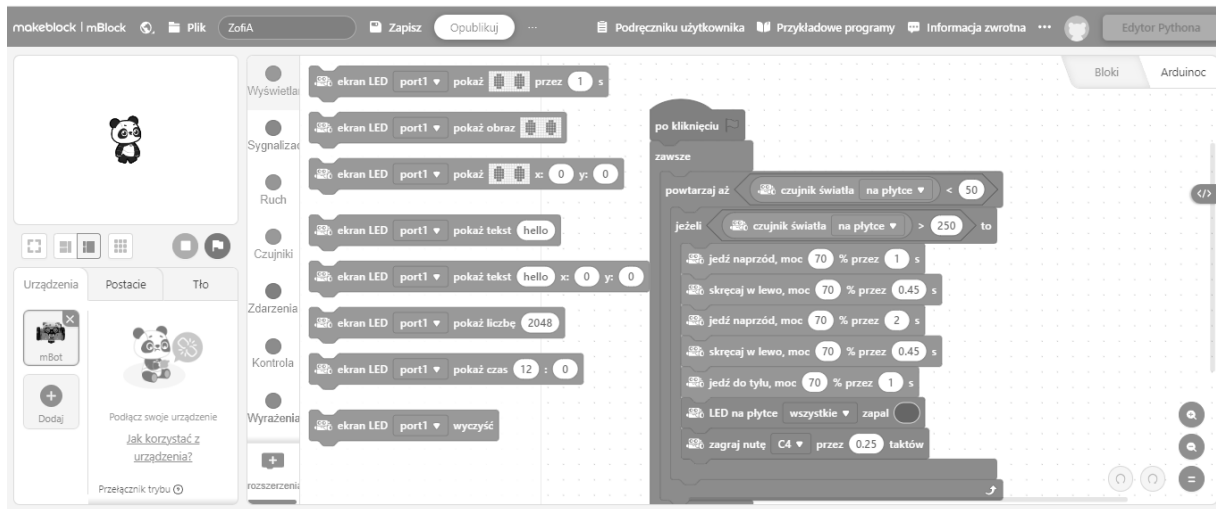 makeblock | mBlock Plik ZofiA Zapisz Opublikuj ... Podręczniku użytkownika Przykładowe programy Informacja zwrotna ... Edytor Pythona
Urządzenia Postacie Tło
mBot
Dodaj
Podłącz swoje urządzenie
Jak korzystać z
urządzenia?
Przełącznik trybu
Wyświetla
Sygnalizac
Ruch
Czujniki
Zdarzenia
Kontrola
Wyrażenia
rozszerzenia
ekran LED port1 pokaż przez 1 s
ekran LED port1 pokaż obraz
ekran LED port1 pokaż x: 0 y: 0
ekran LED port1 pokaż tekst hello
ekran LED port1 pokaż tekst hello x: 0 y: 0
ekran LED port1 pokaż liczbę 2048
ekran LED port1 pokaż czas 12 : 0
ekran LED port1 wyczyść
Bloki Arduinoc
po kliknięciu
zawsze
powtarzaj aż czujnik światła na płytce < 50
jeżeli czujnik światła na płytce > 250 to
jedź naprzód, moc 70 % przez 1 s
skręcaj w lewo, moc 70 % przez 0.45 s
jedź naprzód, moc 70 % przez 2 s
skręcaj w lewo, moc 70 % przez 0.45 s
jedź do tyłu, moc 70 % przez 1 s
LED na płytce wszystkie zapal
zagraj nutę C4 przez 0.25 taktów